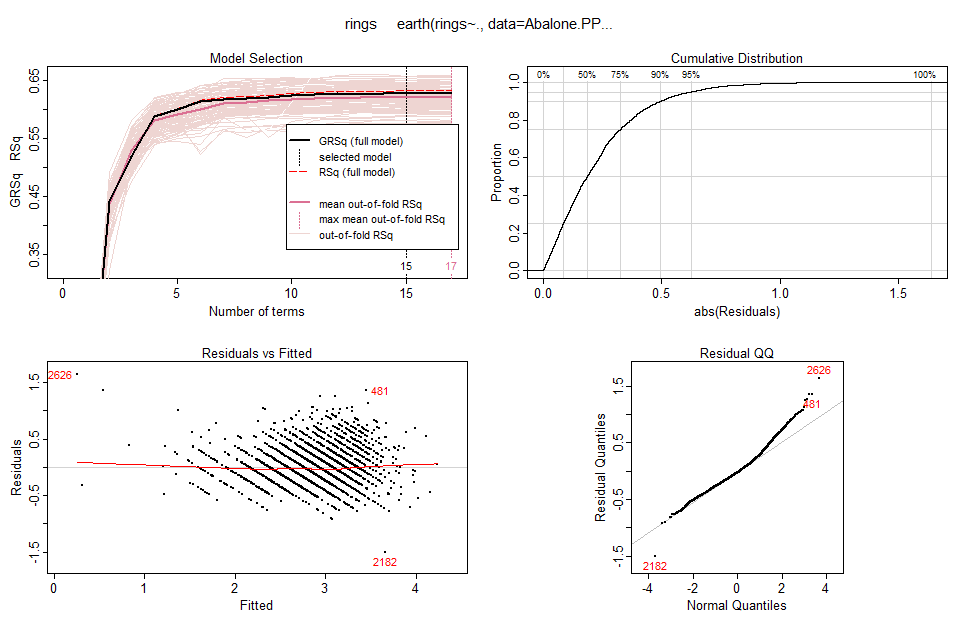 rings earth(rings~., data=Abalone.PP...
Model Selection
GRSq RSq
0.35 0.45 0.55 0.65
GRSq (full model)
selected model
RSq (full model)
mean out-of-fold RSq
max mean out-of-fold RSq
out-of-fold RSq
15 17
0 5 10 15
Number of terms
Cumulative Distribution
0% 50% 75% 90% 95% 100%
Proportion
0.0 0.2 0.4 0.6 0.8 1.0
0.0 0.5 1.0 1.5
abs(Residuals)
Residuals vs Fitted
Residuals
-1.5 -0.5 0.5 1.5
2626
481
2182
0 1 2 3 4
Fitted
Residual QQ
Residual Quantiles
-1.5 -0.5 0.5 1.5
2626
481
2182
-4 -2 0 2 4
Normal Quantiles